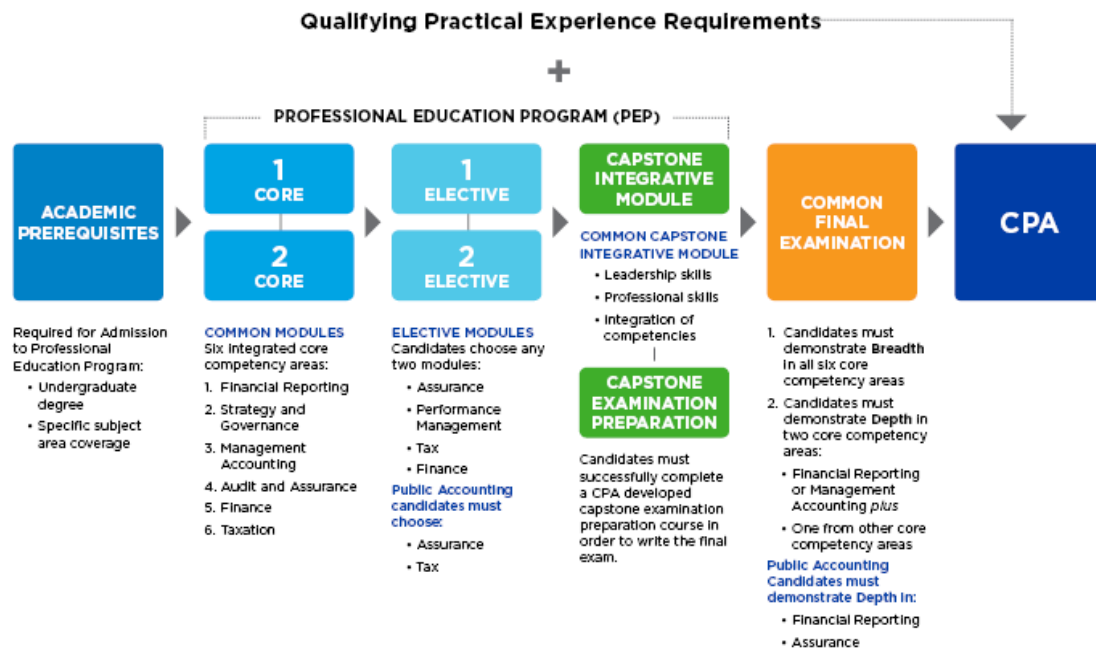 Qualifying Practical Experience Requirements
+
PROFESSIONAL EDUCATION PROGRAM (PEP)
ACADEMIC
PREREQUISITES
Required for Admission
to Professional
Education Program:
• Undergraduate
degree
• Specific subject
area coverage
1
CORE
2
CORE
COMMON MODULES
Six integrated core
competency areas:
1. Financial Reporting
2. Strategy and
Governance
3. Management
Accounting
4. Audit and Assurance
5. Finance
6. Taxation
1
ELECTIVE
2
ELECTIVE
ELECTIVE MODULES
Candidates choose any
two modules:
• Assurance
• Performance
Management
• Tax
• Finance
Public Accounting
candidates must
choose:
• Assurance
• Tax
CAPSTONE
INTEGRATIVE
MODULE
COMMON CAPSTONE
INTEGRATIVE MODULE
• Leadership skills
• Professional skills
• Integration of
competencies
CAPSTONE
EXAMINATION
PREPARATION
Candidates must
successfully complete
a CPA developed
capstone examination
preparation course in
order to write the final
exam.
COMMON
FINAL
EXAMINATION
1. Candidates must
demonstrate Breadth
in all six core
competency areas
2. Candidates must
demonstrate Depth in
two core competency
areas:
• Financial Reporting
or Management
Accounting plus
• One from other core
competency areas
Public Accounting
Candidates must
demonstrate Depth in:
• Financial Reporting
• Assurance
CPA